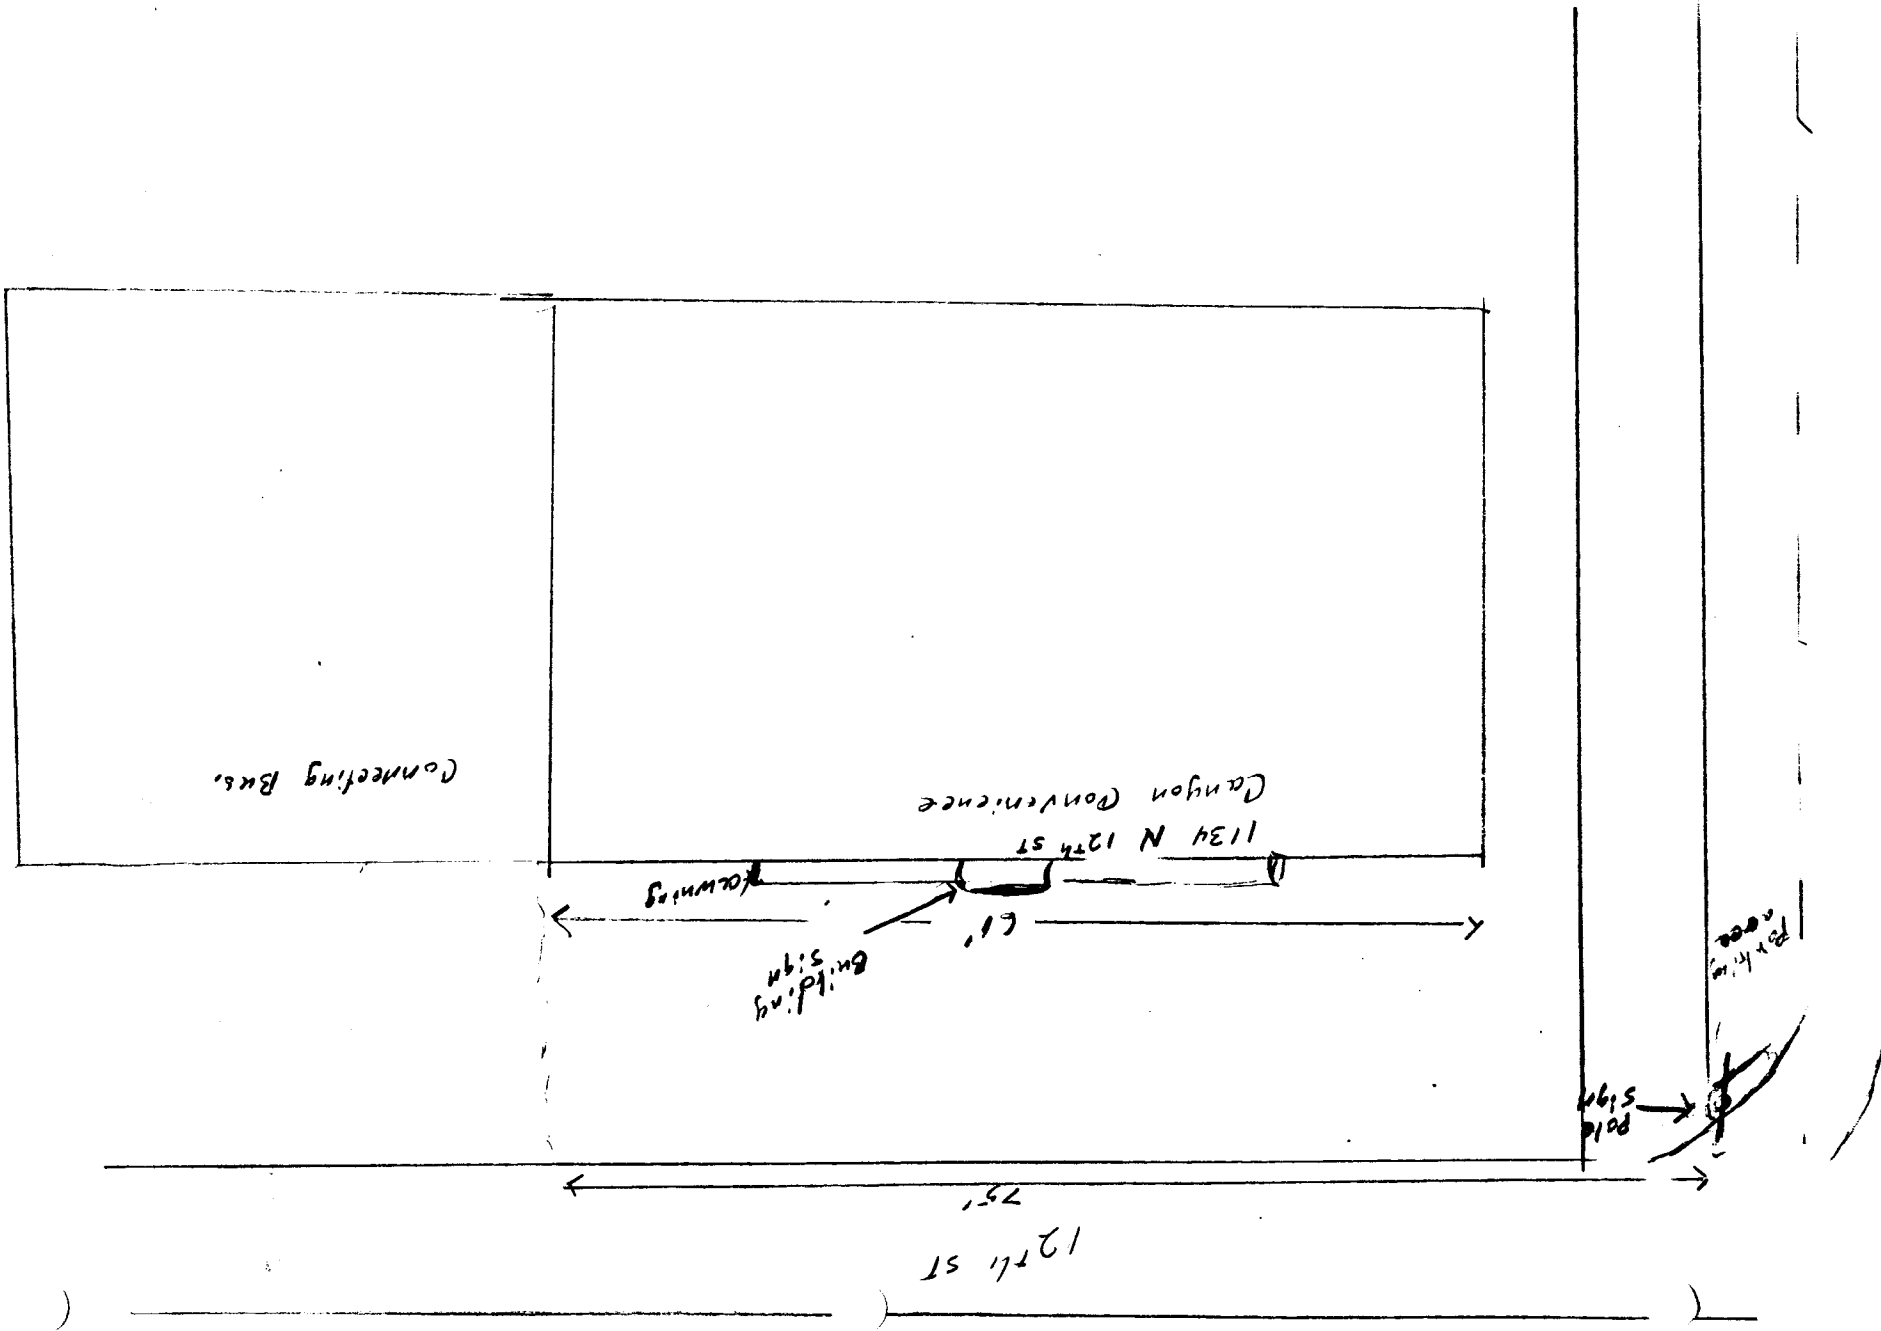 12Th ST
75'
Pole
Sign
Parking
area
Building
Sign
61'
awning
1134 N 12Th ST
Canyon Convenience
Connecting Bus.